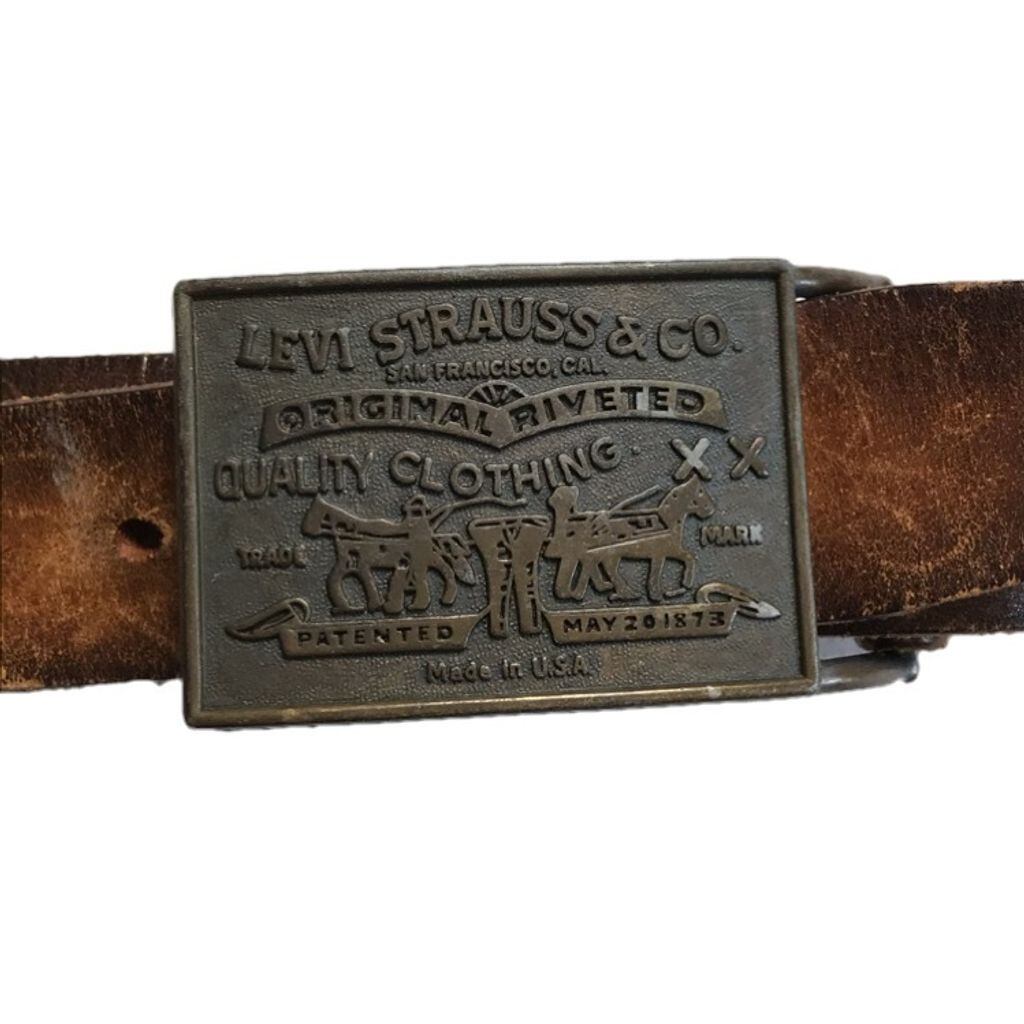 LEVI STRAUSS & CO.
SAN FRANCISCO, CAL.
ORIGINAL RIVETED
QUALITY CLOTHING. XX
TRADE MARK
PATENTED MAY 20 1873
Made in U.S.A.